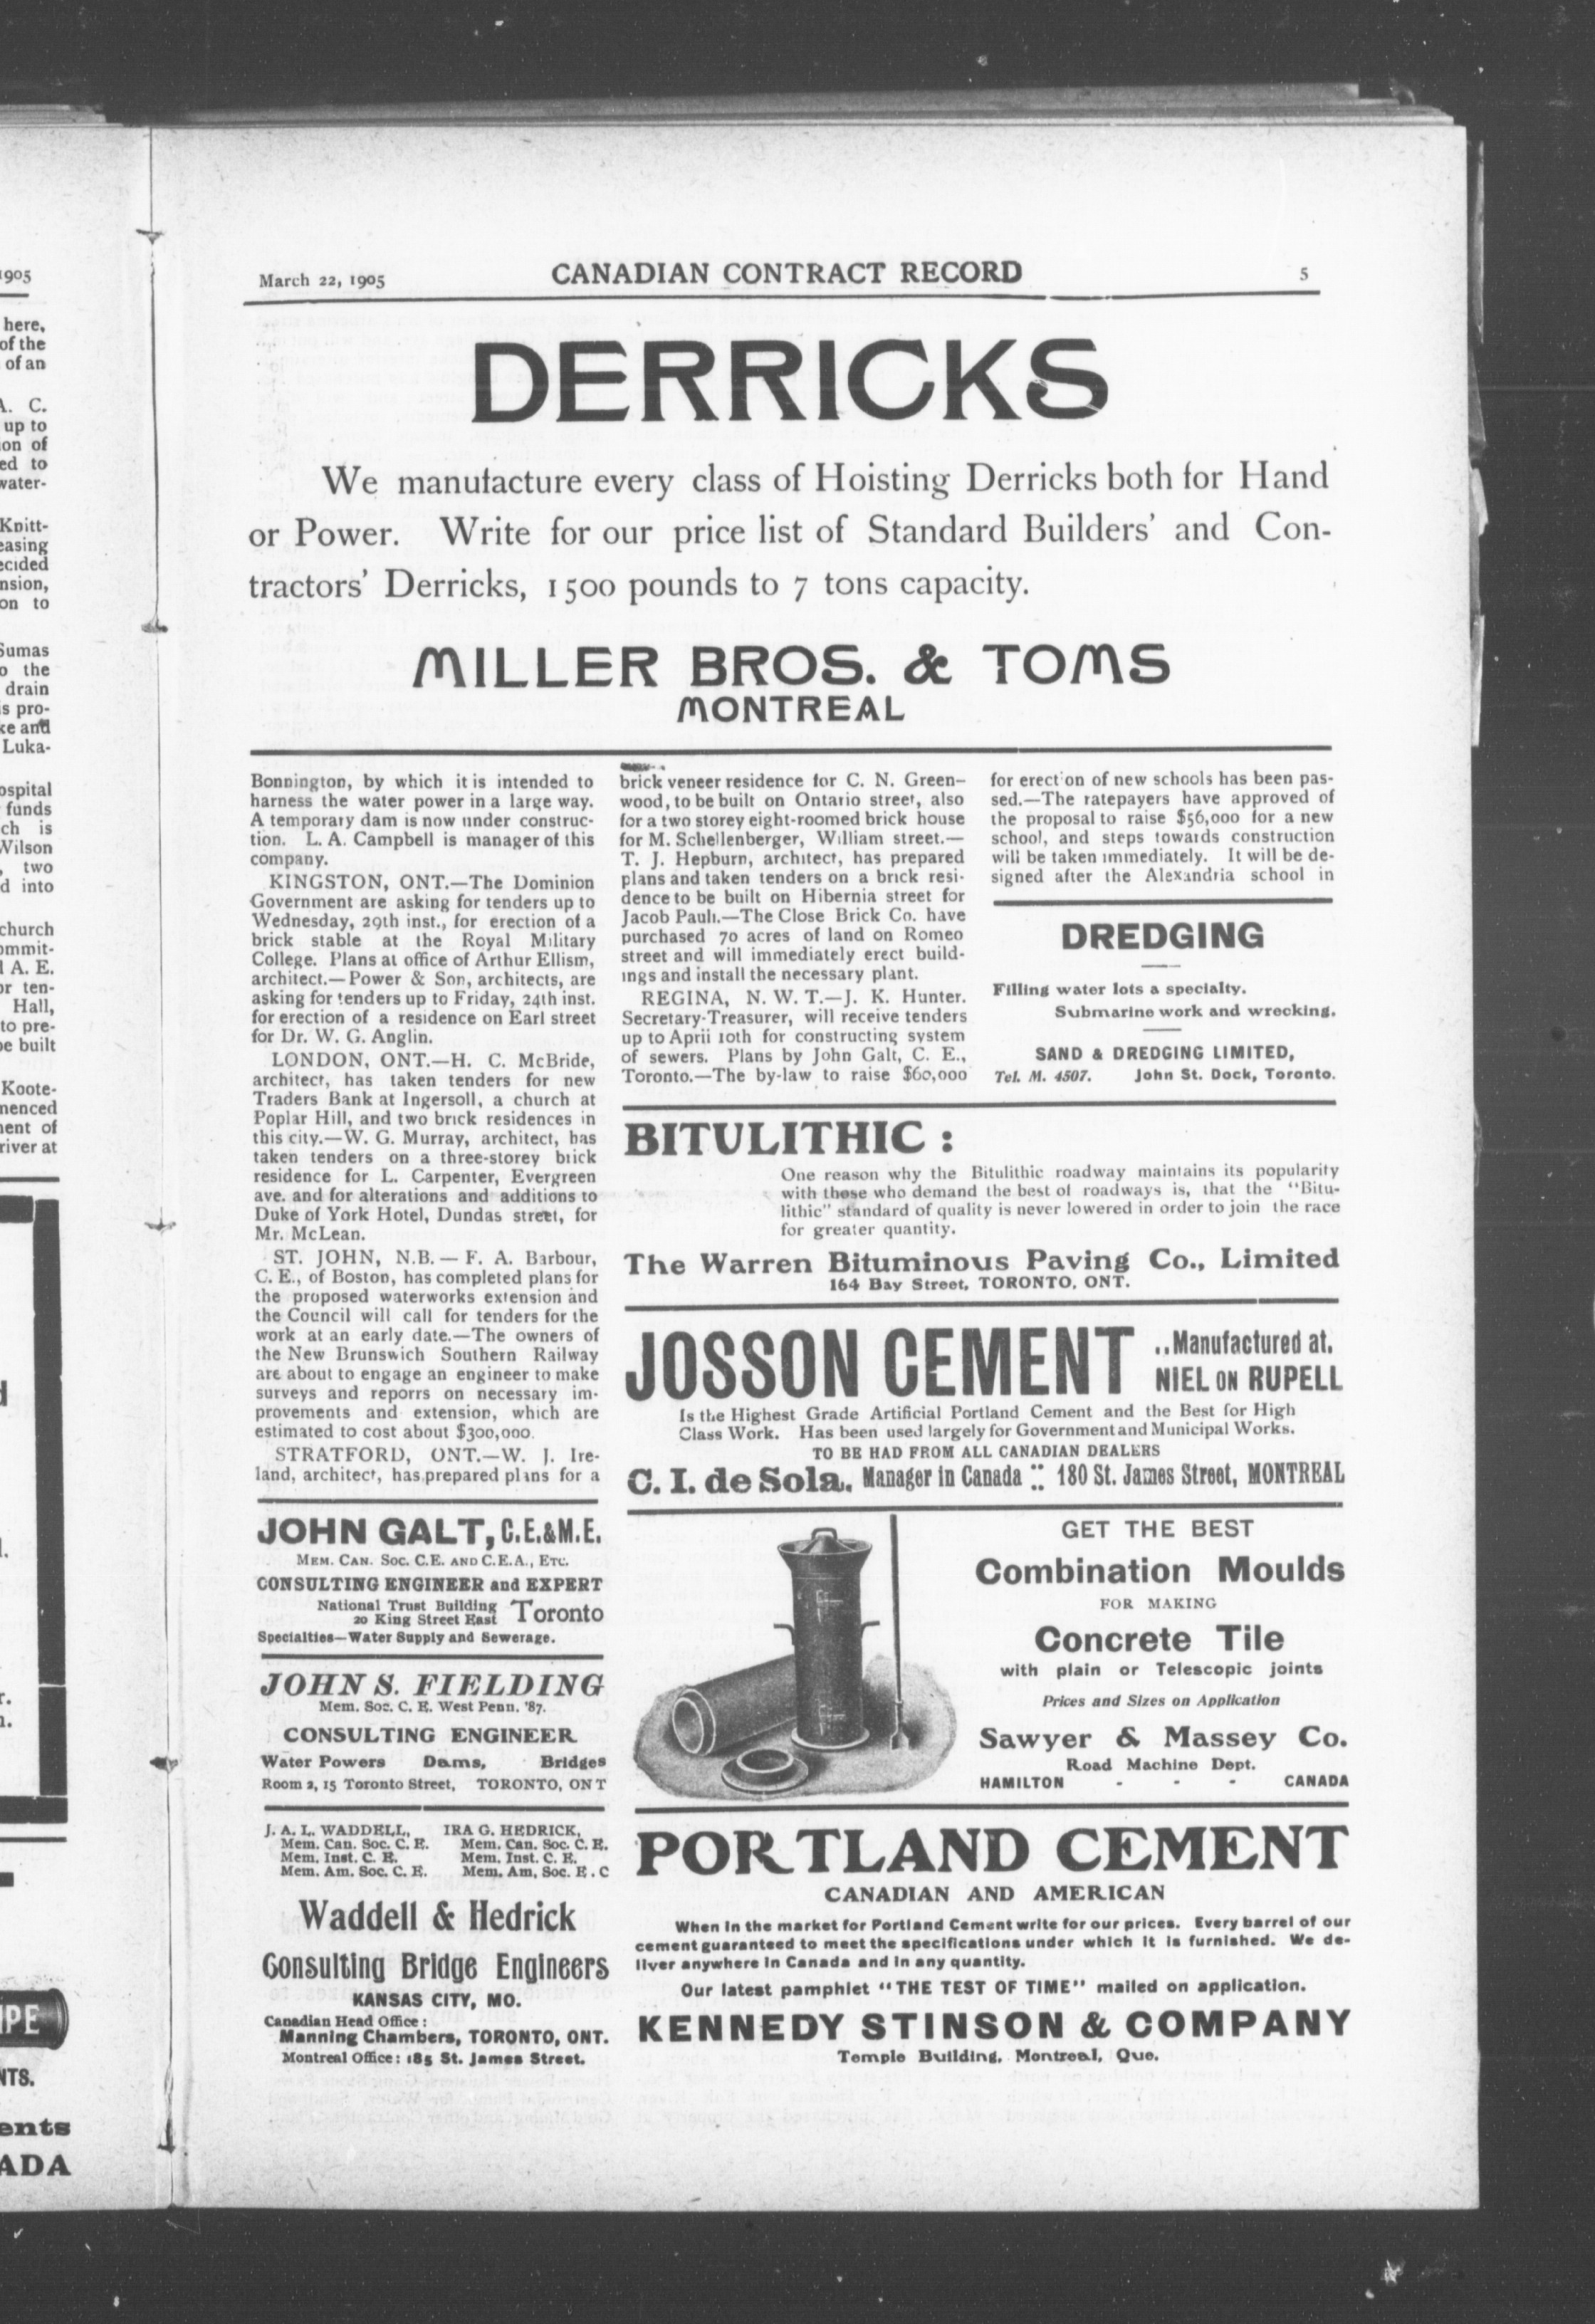 March 22, 1905
CANADIAN CONTRACT RECORD
5
DERRICKS
We manufacture every class of Hoisting Derricks both for Hand
or Power. Write for our price list of Standard Builders' and Con-
tractors' Derricks, 1500 pounds to 7 tons capacity.
MILLER BROS. & TOMS
MONTREAL
Bonnington, by which it is intended to
harness the water power in a large way.
A temporary dam is now under construc-
tion. L. A. Campbell is manager of this
company.
KINGSTON, ONT.—The Dominion
Government are asking for tenders up to
Wednesday, 29th inst., for erection of a
brick stable at the Royal Military
College. Plans at office of Arthur Ellism,
architect.—Power & Son, architects, are
asking for tenders up to Friday, 24th inst.
for erection of a residence on Earl street
for Dr. W. G. Anglin.
LONDON, ONT.—H. C. McBride,
architect, has taken tenders for new
Traders Bank at Ingersoll, a church at
Poplar Hill, and two brick residences in
this city.—W. G. Murray, architect, has
taken tenders on a three-storey brick
residence for L. Carpenter, Evergreen
ave. and for alterations and additions to
Duke of York Hotel, Dundas street, for
Mr. McLean.
ST. JOHN, N.B.—F. A. Barbour,
C. E., of Boston, has completed plans for
the proposed waterworks extension and
the Council will call for tenders for the
work at an early date.—The owners of
the New Brunswich Southern Railway
are about to engage an engineer to make
surveys and reporrs on necessary im-
provements and extension, which are
estimated to cost about $300,000.
STRATFORD, ONT.—W. J. Ire-
land, architect, has prepared plans for a
brick veneer residence for C. N. Green-
wood, to be built on Ontario street, also
for a two storey eight-roomed brick house
for M. Schellenberger, William street.—
T. J. Hepburn, architect, has prepared
plans and taken tenders on a brick resi-
dence to be built on Hibernia street for
Jacob Pauli.—The Close Brick Co. have
purchased 70 acres of land on Romeo
street and will immediately erect build-
ings and install the necessary plant.
REGINA, N. W. T.—J. K. Hunter.
Secretary-Treasurer, will receive tenders
up to April 10th for constructing system
of sewers. Plans by John Galt, C. E.,
Toronto.—The by-law to raise $60,000
for erection of new schools has been pas-
sed.—The ratepayers have approved of
the proposal to raise $56,000 for a new
school, and steps towards construction
will be taken immediately. It will be de-
signed after the Alexandria school in
DREDGING
Filling water lots a specialty.
Submarine work and wrecking.
SAND & DREDGING LIMITED,
Tel. M. 4507. John St. Dock, Toronto.
BITULITHIC :
One reason why the Bitulithic roadway maintains its popularity
with those who demand the best of roadways is, that the "Bitu-
lithic" standard of quality is never lowered in order to join the race
for greater quantity.
The Warren Bituminous Paving Co., Limited
164 Bay Street, TORONTO, ONT.
JOSSON CEMENT
..Manufactured at.
NIEL ON RUPELL
Is the Highest Grade Artificial Portland Cement and the Best for High
Class Work. Has been used largely for Government and Municipal Works.
TO BE HAD FROM ALL CANADIAN DEALERS
C. I. de Sola, Manager in Canada :: 180 St. James Street, MONTREAL
JOHN GALT, C.E.&M.E.
MEM. CAN. SOC. C.E. AND C.E.A., ETC.
CONSULTING ENGINEER and EXPERT
National Trust Building
20 King Street East Toronto
Specialties—Water Supply and Sewerage.
JOHN S. FIELDING
Mem. Soc. C. E. West Penn. '87.
CONSULTING ENGINEER
Water Powers Dams, Bridges
Room 2, 15 Toronto Street, TORONTO, ONT
J. A. L. WADDELL, IRA G. HEDRICK,
Mem. Can. Soc. C. E. Mem. Can. Soc. C. E.
Mem. Inst. C. E. Mem. Inst. C. E.
Mem. Am. Soc. C. E. Mem. Am. Soc. E . C
Waddell & Hedrick
Consulting Bridge Engineers
KANSAS CITY, MO.
Canadian Head Office :
Manning Chambers, TORONTO, ONT.
Montreal Office: 185 St. James Street.
GET THE BEST
Combination Moulds
FOR MAKING
Concrete Tile
with plain or Telescopic joints
Prices and Sizes on Application
Sawyer & Massey Co.
Road Machine Dept.
HAMILTON - - - CANADA
PORTLAND CEMENT
CANADIAN AND AMERICAN
When in the market for Portland Cement write for our prices. Every barrel of our
cement guaranteed to meet the specifications under which it is furnished. We de-
liver anywhere in Canada and in any quantity.
Our latest pamphlet "THE TEST OF TIME" mailed on application.
KENNEDY STINSON & COMPANY
Temple Building, Montreal, Que.